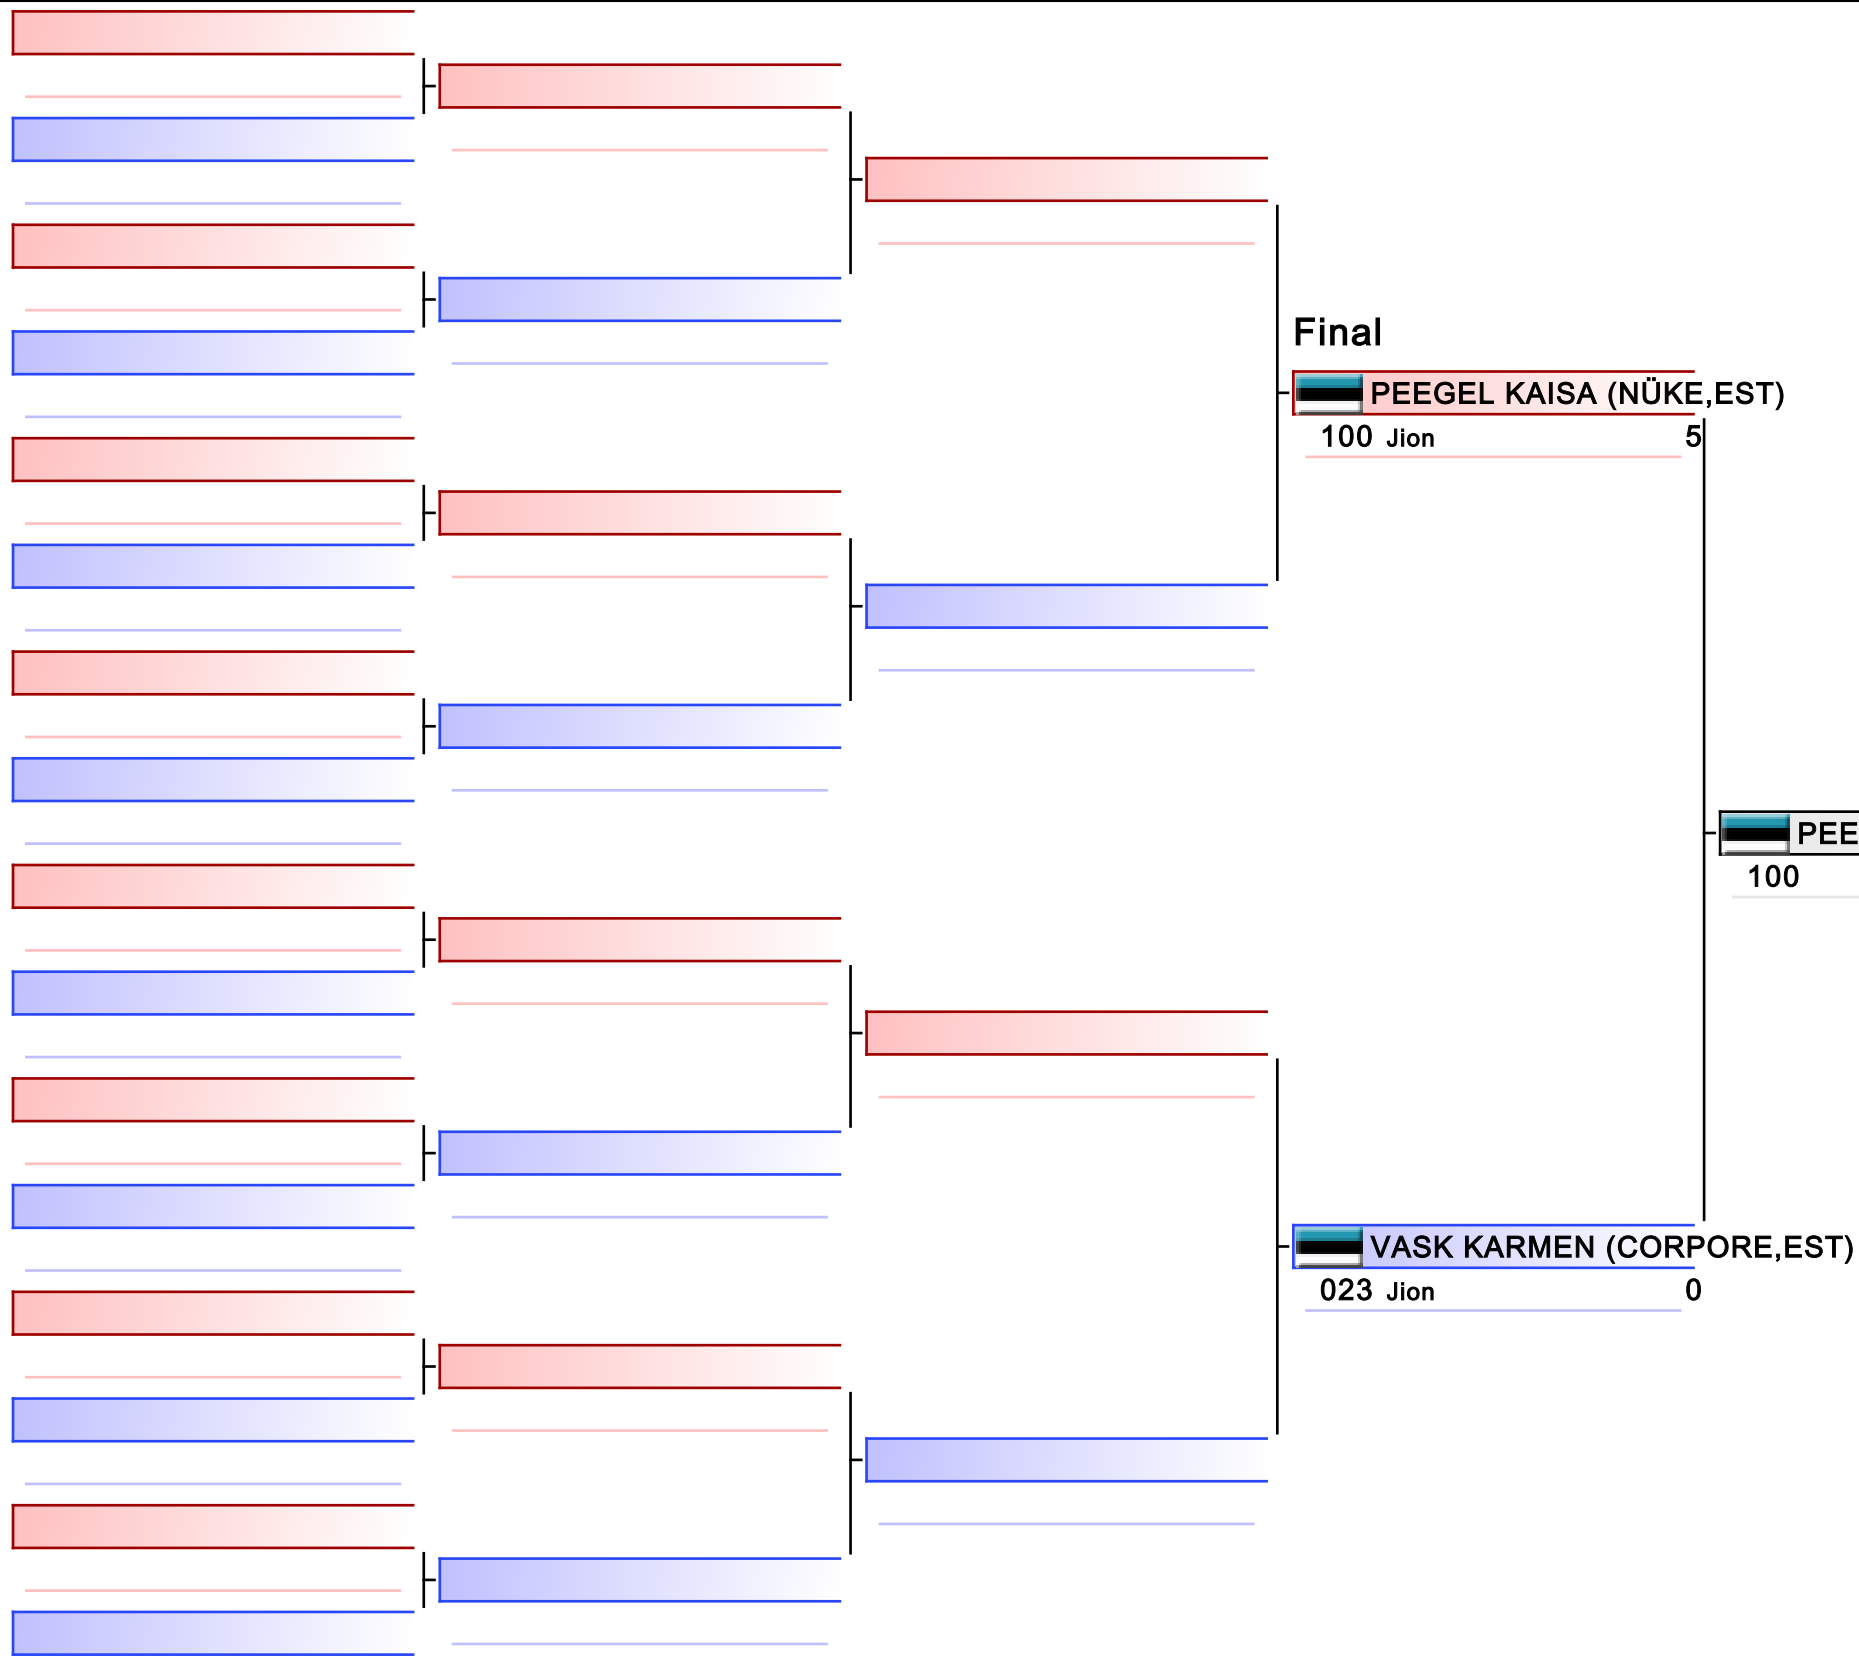 Final
PEEGEL KAISA (NÜKE,EST)
100 Jion 5
PEE
100
VASK KARMEN (CORPORE,EST)
023 Jion 0